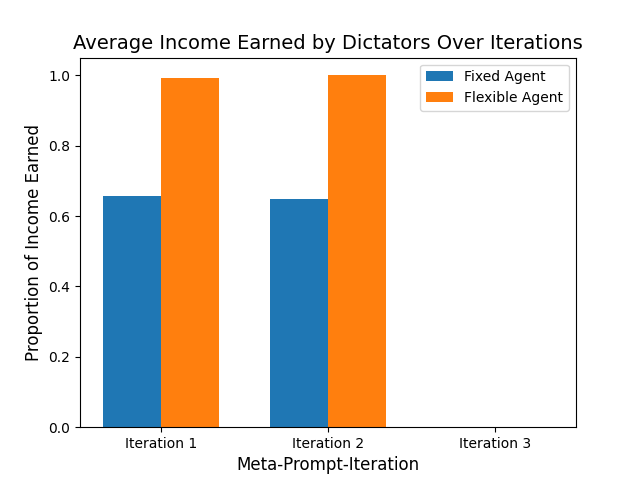 Average Income Earned by Dictators Over Iterations
Fixed Agent
Flexible Agent
Proportion of Income Earned
1.0
0.8
0.6
0.4
0.2
0.0
Iteration 1
Iteration 2
Iteration 3
Meta-Prompt-Iteration